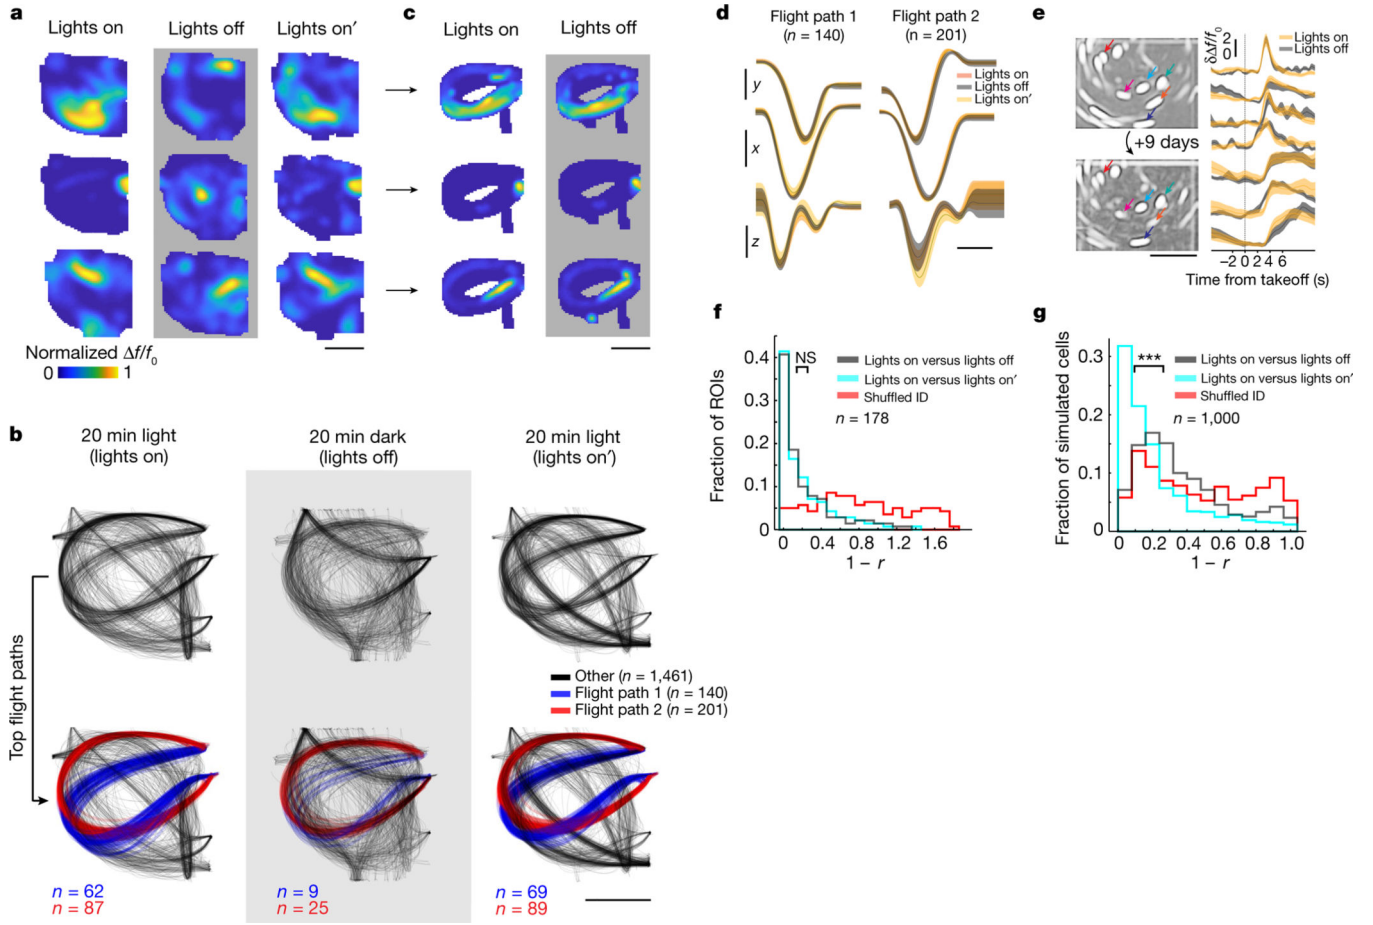 a
Lights on
Lights off
Lights on′
Normalized Δf/f0
0
1
c
Lights on
Lights off
b
20 min light
(lights on)
20 min dark
(lights off)
20 min light
(lights on′)
Top flight paths
Other (n = 1,461)
Flight path 1 (n = 140)
Flight path 2 (n = 201)
n = 62
n = 87
n = 9
n = 25
n = 69
n = 89
d
Flight path 1
(n = 140)
Flight path 2
(n = 201)
y
x
z
Lights on
Lights off
Lights on′
e
+9 days
δΔf/f0
2
0
Lights on
Lights off
−2 0 2 4 6
Time from takeoff (s)
f
Fraction of ROIs
0.4
0.3
0.2
0.1
0
NS
Lights on versus lights off
Lights on versus lights on′
Shuffled ID
n = 178
0 0.4 0.8 1.2 1.6
1 − r
g
Fraction of simulated cells
0.3
0.2
0.1
0
***
Lights on versus lights off
Lights on versus lights on′
Shuffled ID
n = 1,000
0 0.2 0.4 0.6 0.8 1.0
1 − r